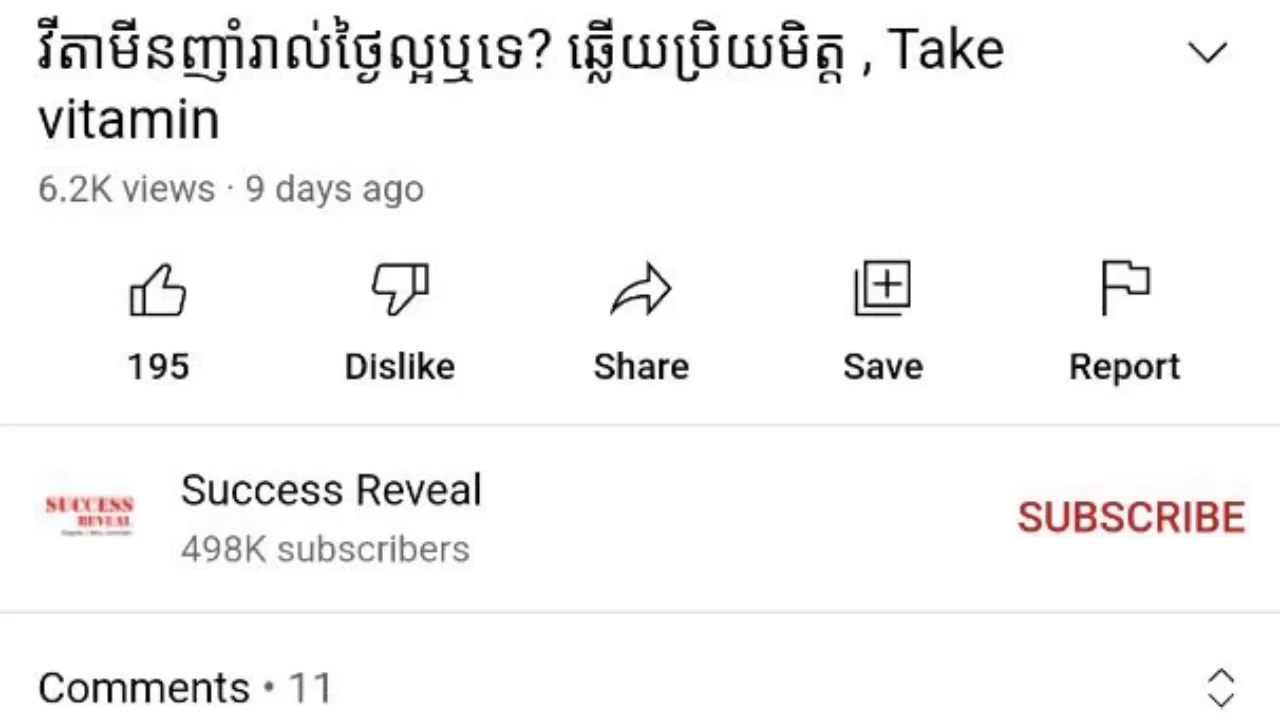 វីតាមីនញ៉ាំរាល់ថ្ងៃល្អឬទេ? ឆ្លើយប្រិយមិត្ត , Take
vitamin
6.2K views · 9 days ago
195 Dislike Share Save Report
SUCCESS
REVEAL
Success Reveal
498K subscribers
SUBSCRIBE
Comments • 11